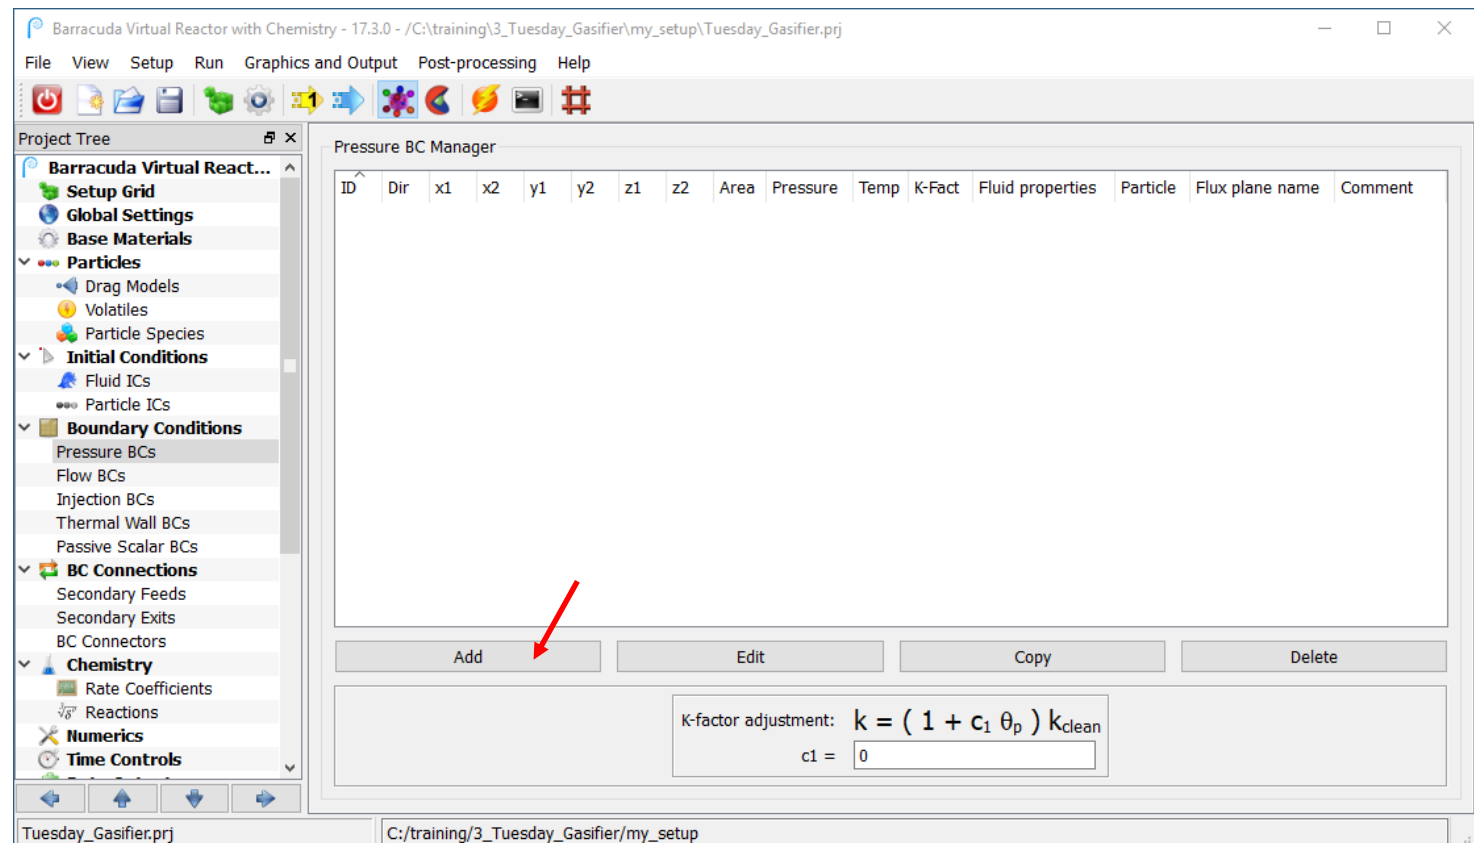 Barracuda Virtual Reactor with Chemistry - 17.3.0 - /C:\training\3_Tuesday_Gasifier\my_setup\Tuesday_Gasifier.prj
File View Setup Run Graphics and Output Post-processing Help
1
Project Tree
Barracuda Virtual React...
Setup Grid
Global Settings
Base Materials
Particles
Drag Models
Volatiles
Particle Species
Initial Conditions
Fluid ICs
Particle ICs
Boundary Conditions
Pressure BCs
Flow BCs
Injection BCs
Thermal Wall BCs
Passive Scalar BCs
BC Connections
Secondary Feeds
Secondary Exits
BC Connectors
Chemistry
Rate Coefficients
Reactions
Numerics
Time Controls
Pressure BC Manager
ID Dir x1 x2 y1 y2 z1 z2 Area Pressure Temp K-Fact Fluid properties Particle Flux plane name Comment
Add Edit Copy Delete
K-factor adjustment: k = ( 1 + c₁ θₚ ) k_clean
c1 = 0
Tuesday_Gasifier.prj C:/training/3_Tuesday_Gasifier/my_setup